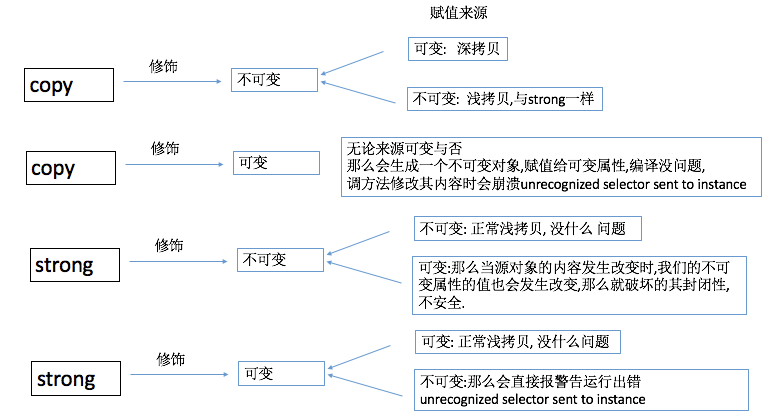 赋值来源
copy
修饰
不可变
可变: 深拷贝
不可变: 浅拷贝,与strong一样
copy
修饰
可变
无论来源可变与否
那么会生成一个不可变对象,赋值给可变属性,编译没问题,
调方法修改其内容时会崩溃unrecognized selector sent to instance
strong
修饰
不可变
不可变: 正常浅拷贝, 没什么 问题
可变:那么当源对象的内容发生改变时,我们的不可
变属性的值也会发生改变,那么就破坏的其封闭性,
不安全.
strong
修饰
可变
可变: 正常浅拷贝, 没什么问题
不可变:那么会直接报警告运行出错
unrecognized selector sent to instance